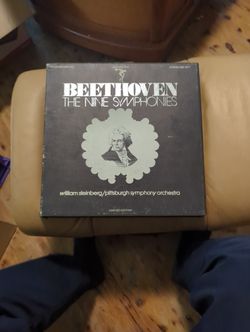 BEETHOVEN
THE NINE SYMPHONIES
william steinberg/pittsburgh symphony orchestra